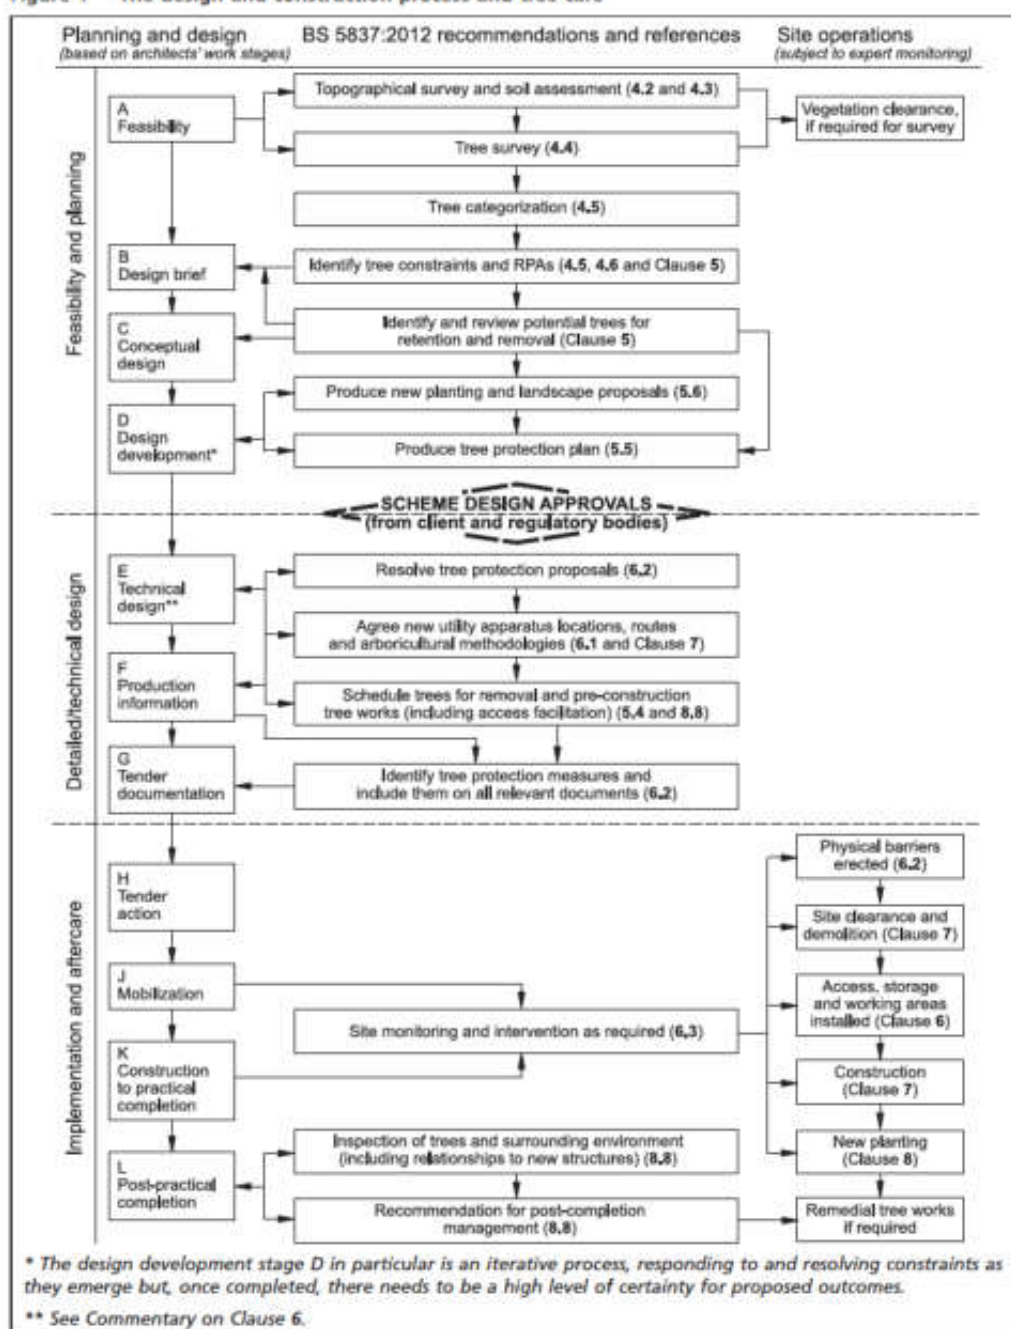 Figure 1 The design and construction process and tree care
Planning and design
(based on architects' work stages)
BS 5837:2012 recommendations and references
Site operations
(subject to expert monitoring)
Feasibility and planning
A
Feasibility
Topographical survey and soil assessment (4.2 and 4.3)
Vegetation clearance,
if required for survey
Tree survey (4.4)
Tree categorization (4.5)
B
Design brief
Identify tree constraints and RPAs (4.5, 4.6 and Clause 5)
C
Conceptual
design
Identify and review potential trees for
retention and removal (Clause 5)
Produce new planting and landscape proposals (5.6)
D
Design
development*
Produce tree protection plan (5.5)
SCHEME DESIGN APPROVALS
(from client and regulatory bodies)
Detailed/technical design
E
Technical
design**
Resolve tree protection proposals (6.2)
Agree new utility apparatus locations, routes
and arboricultural methodologies (6.1 and Clause 7)
F
Production
information
Schedule trees for removal and pre-construction
tree works (including access facilitation) (5.4 and 8.8)
G
Tender
documentation
Identify tree protection measures and
include them on all relevant documents (6.2)
Implementation and aftercare
H
Tender
action
Physical barriers
erected (6.2)
Site clearance and
demolition (Clause 7)
J
Mobilization
Access, storage
and working areas
installed (Clause 6)
Site monitoring and intervention as required (6.3)
K
Construction
to practical
completion
Construction
(Clause 7)
New planting
(Clause 8)
L
Post-practical
completion
Inspection of trees and surrounding environment
(including relationships to new structures) (8.8)
Recommendation for post-completion
management (8.8)
Remedial tree works
if required
* The design development stage D in particular is an iterative process, responding to and resolving constraints as
they emerge but, once completed, there needs to be a high level of certainty for proposed outcomes.
** See Commentary on Clause 6.